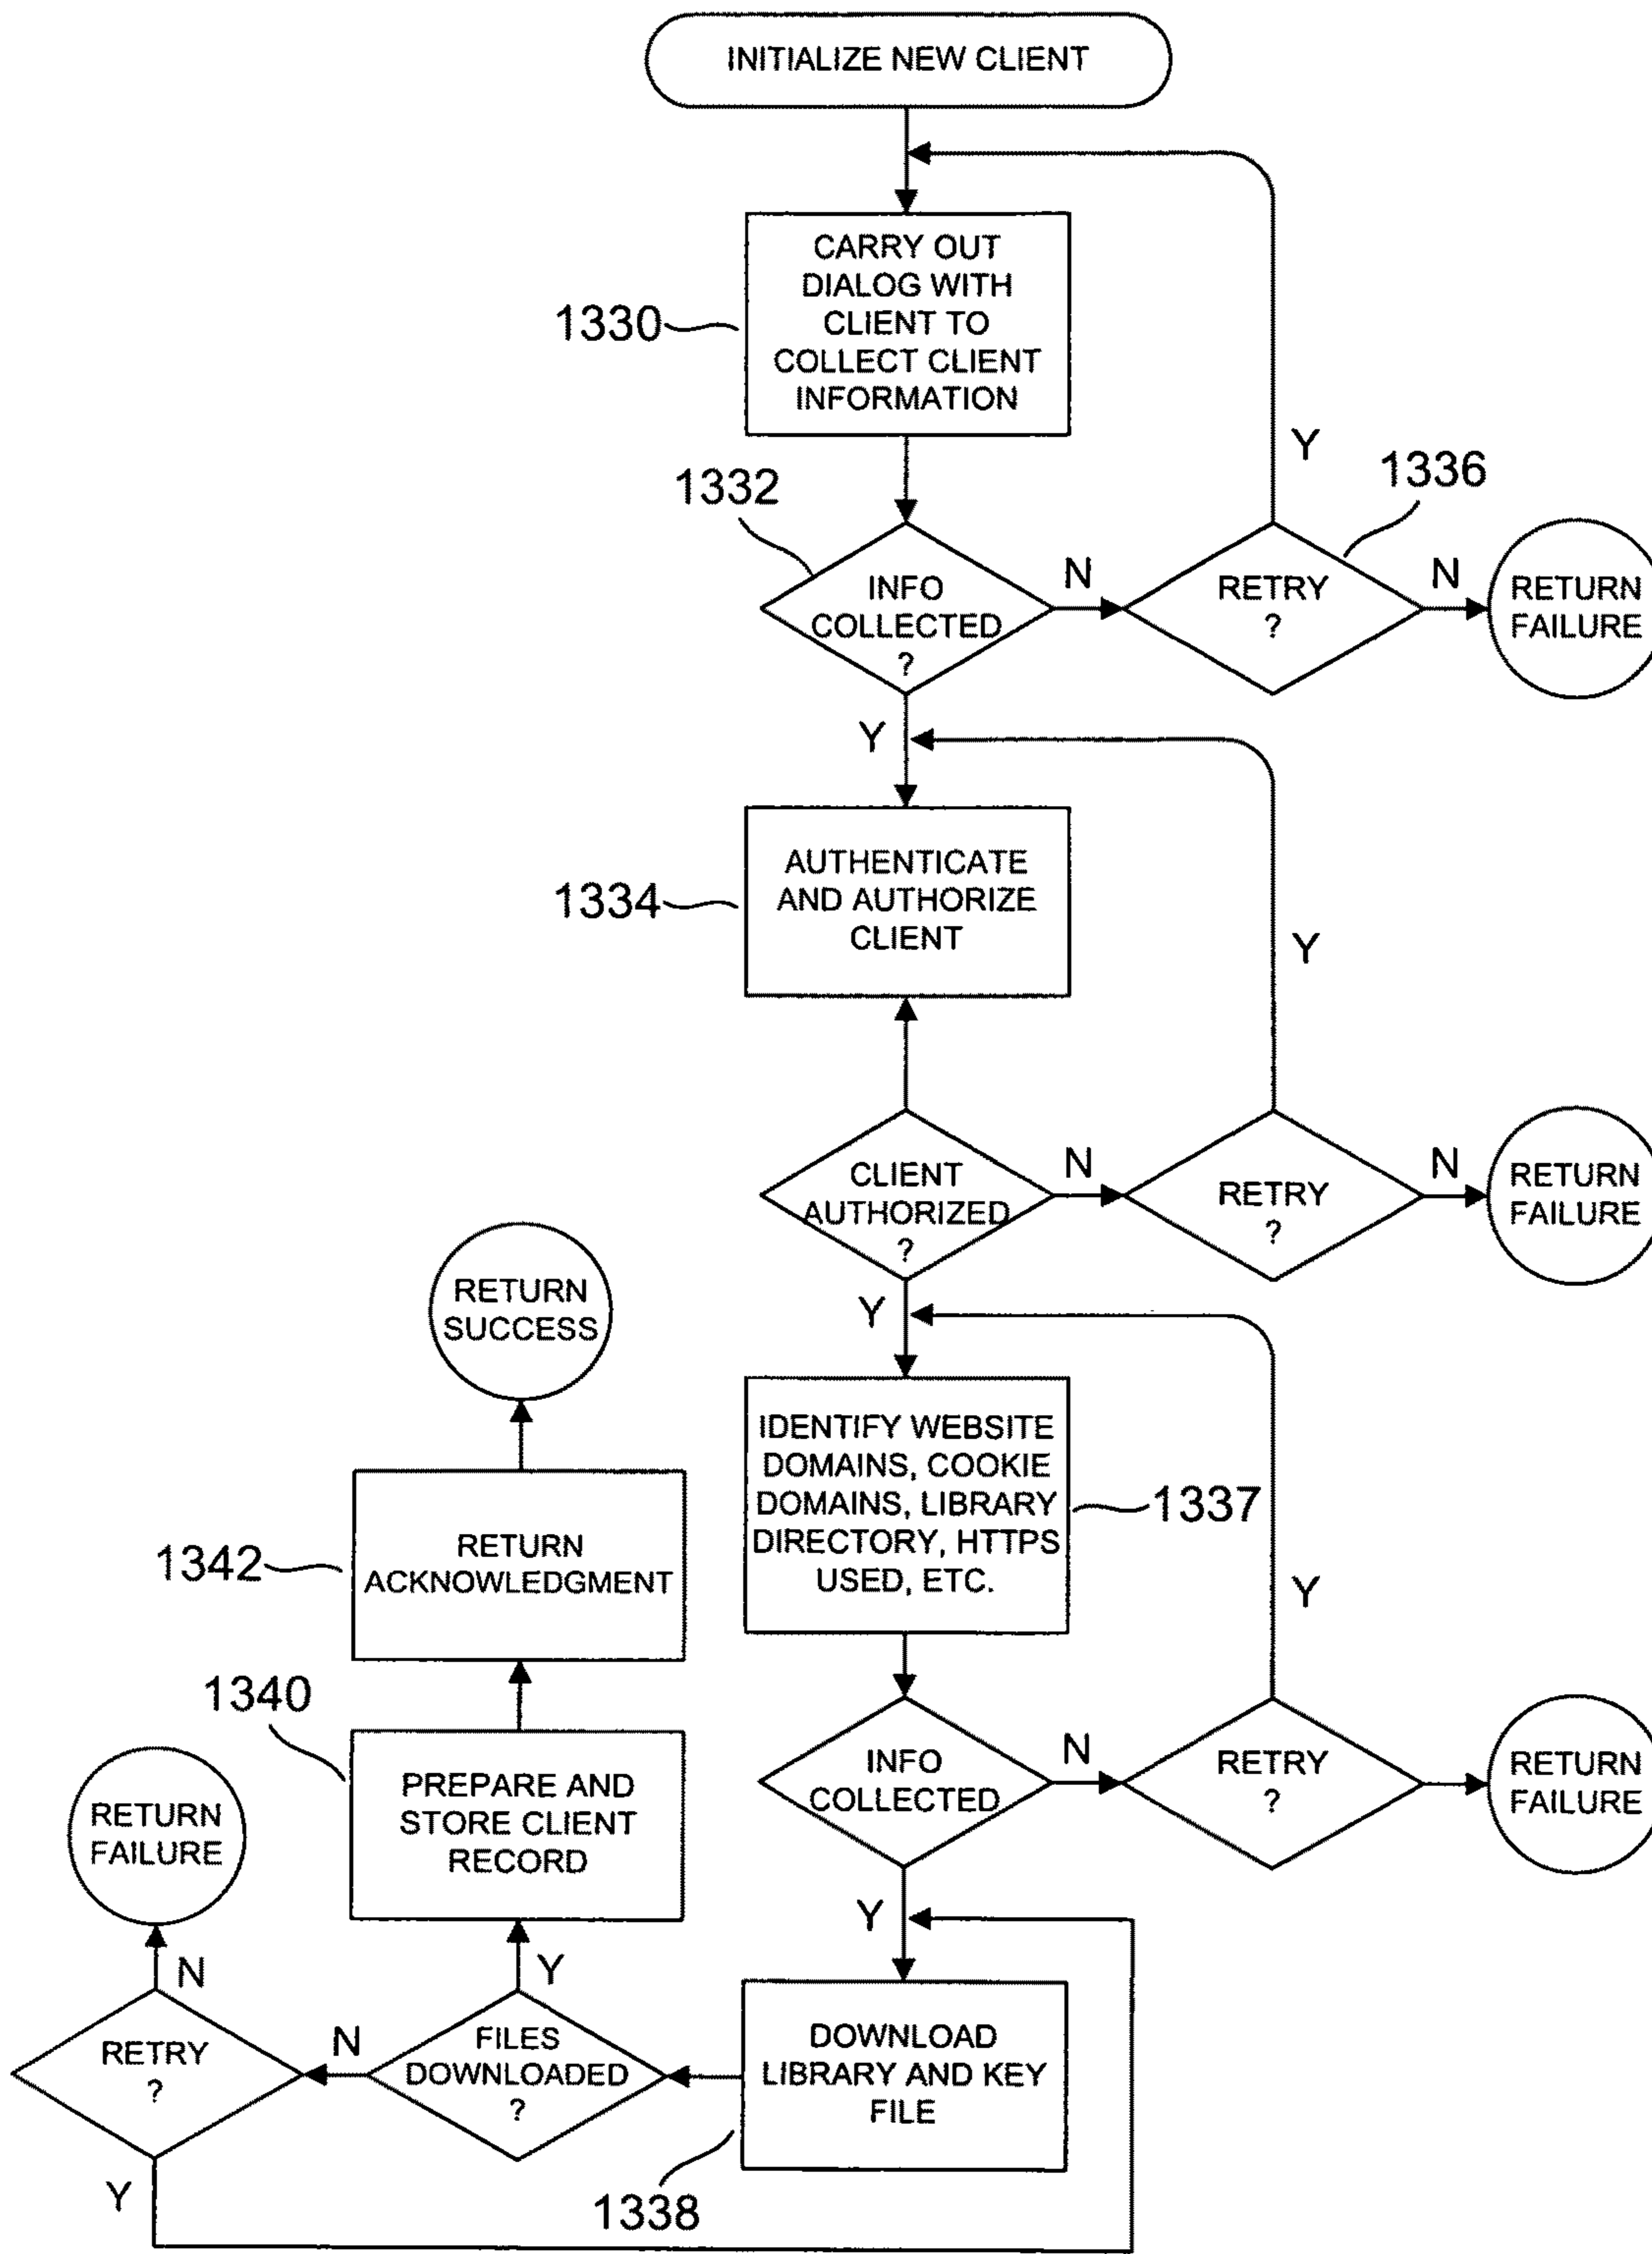 INITIALIZE NEW CLIENT
CARRY OUT
DIALOG WITH
CLIENT TO
COLLECT CLIENT
INFORMATION
1330
Y
1332
1336
INFO
COLLECTED
?
N
RETRY
?
N
RETURN
FAILURE
Y
AUTHENTICATE
AND AUTHORIZE
CLIENT
1334
Y
CLIENT
AUTHORIZED
?
N
RETRY
?
N
RETURN
FAILURE
RETURN
SUCCESS
Y
IDENTIFY WEBSITE
DOMAINS, COOKIE
DOMAINS, LIBRARY
DIRECTORY, HTTPS
USED, ETC.
1337
RETURN
ACKNOWLEDGMENT
1342
Y
1340
PREPARE AND
STORE CLIENT
RECORD
INFO
COLLECTED
N
RETRY
?
RETURN
FAILURE
RETURN
FAILURE
Y
N
Y
RETRY
?
N
FILES
DOWNLOADED
?
DOWNLOAD
LIBRARY AND KEY
FILE
Y
1338